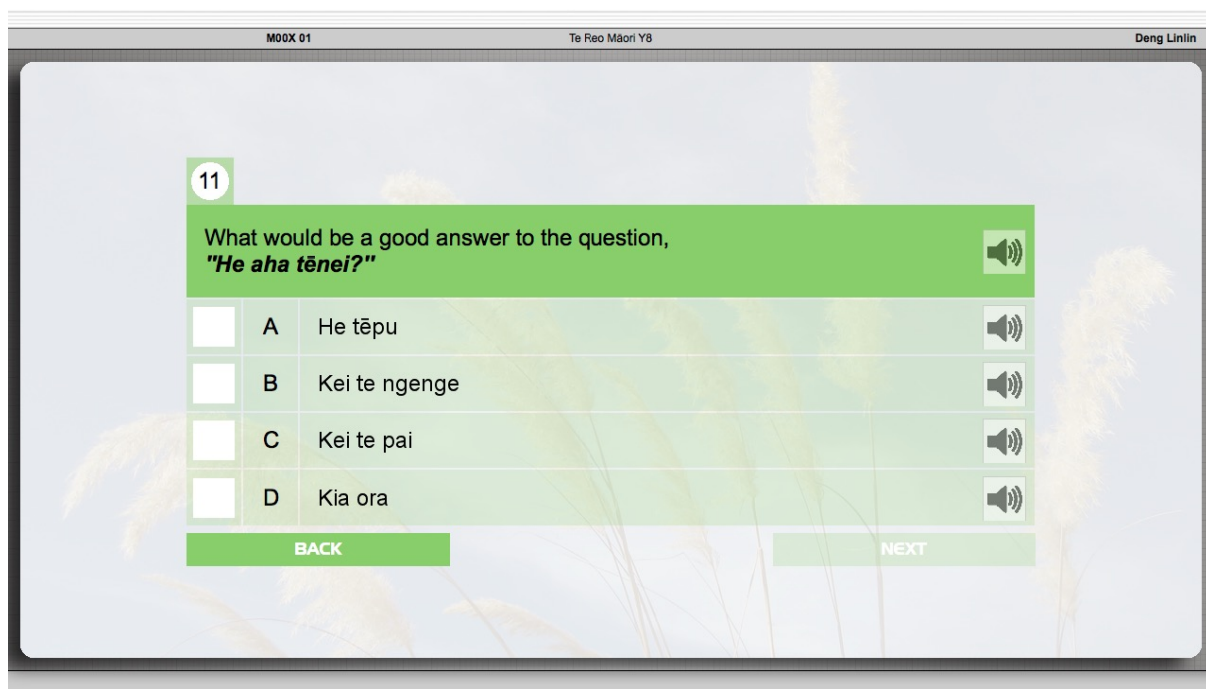 M00X 01 Te Reo Māori Y8 Deng Linlin
11
What would be a good answer to the question,
"He aha tēnei?"
A He tēpu
B Kei te ngenge
C Kei te pai
D Kia ora
BACK NEXT